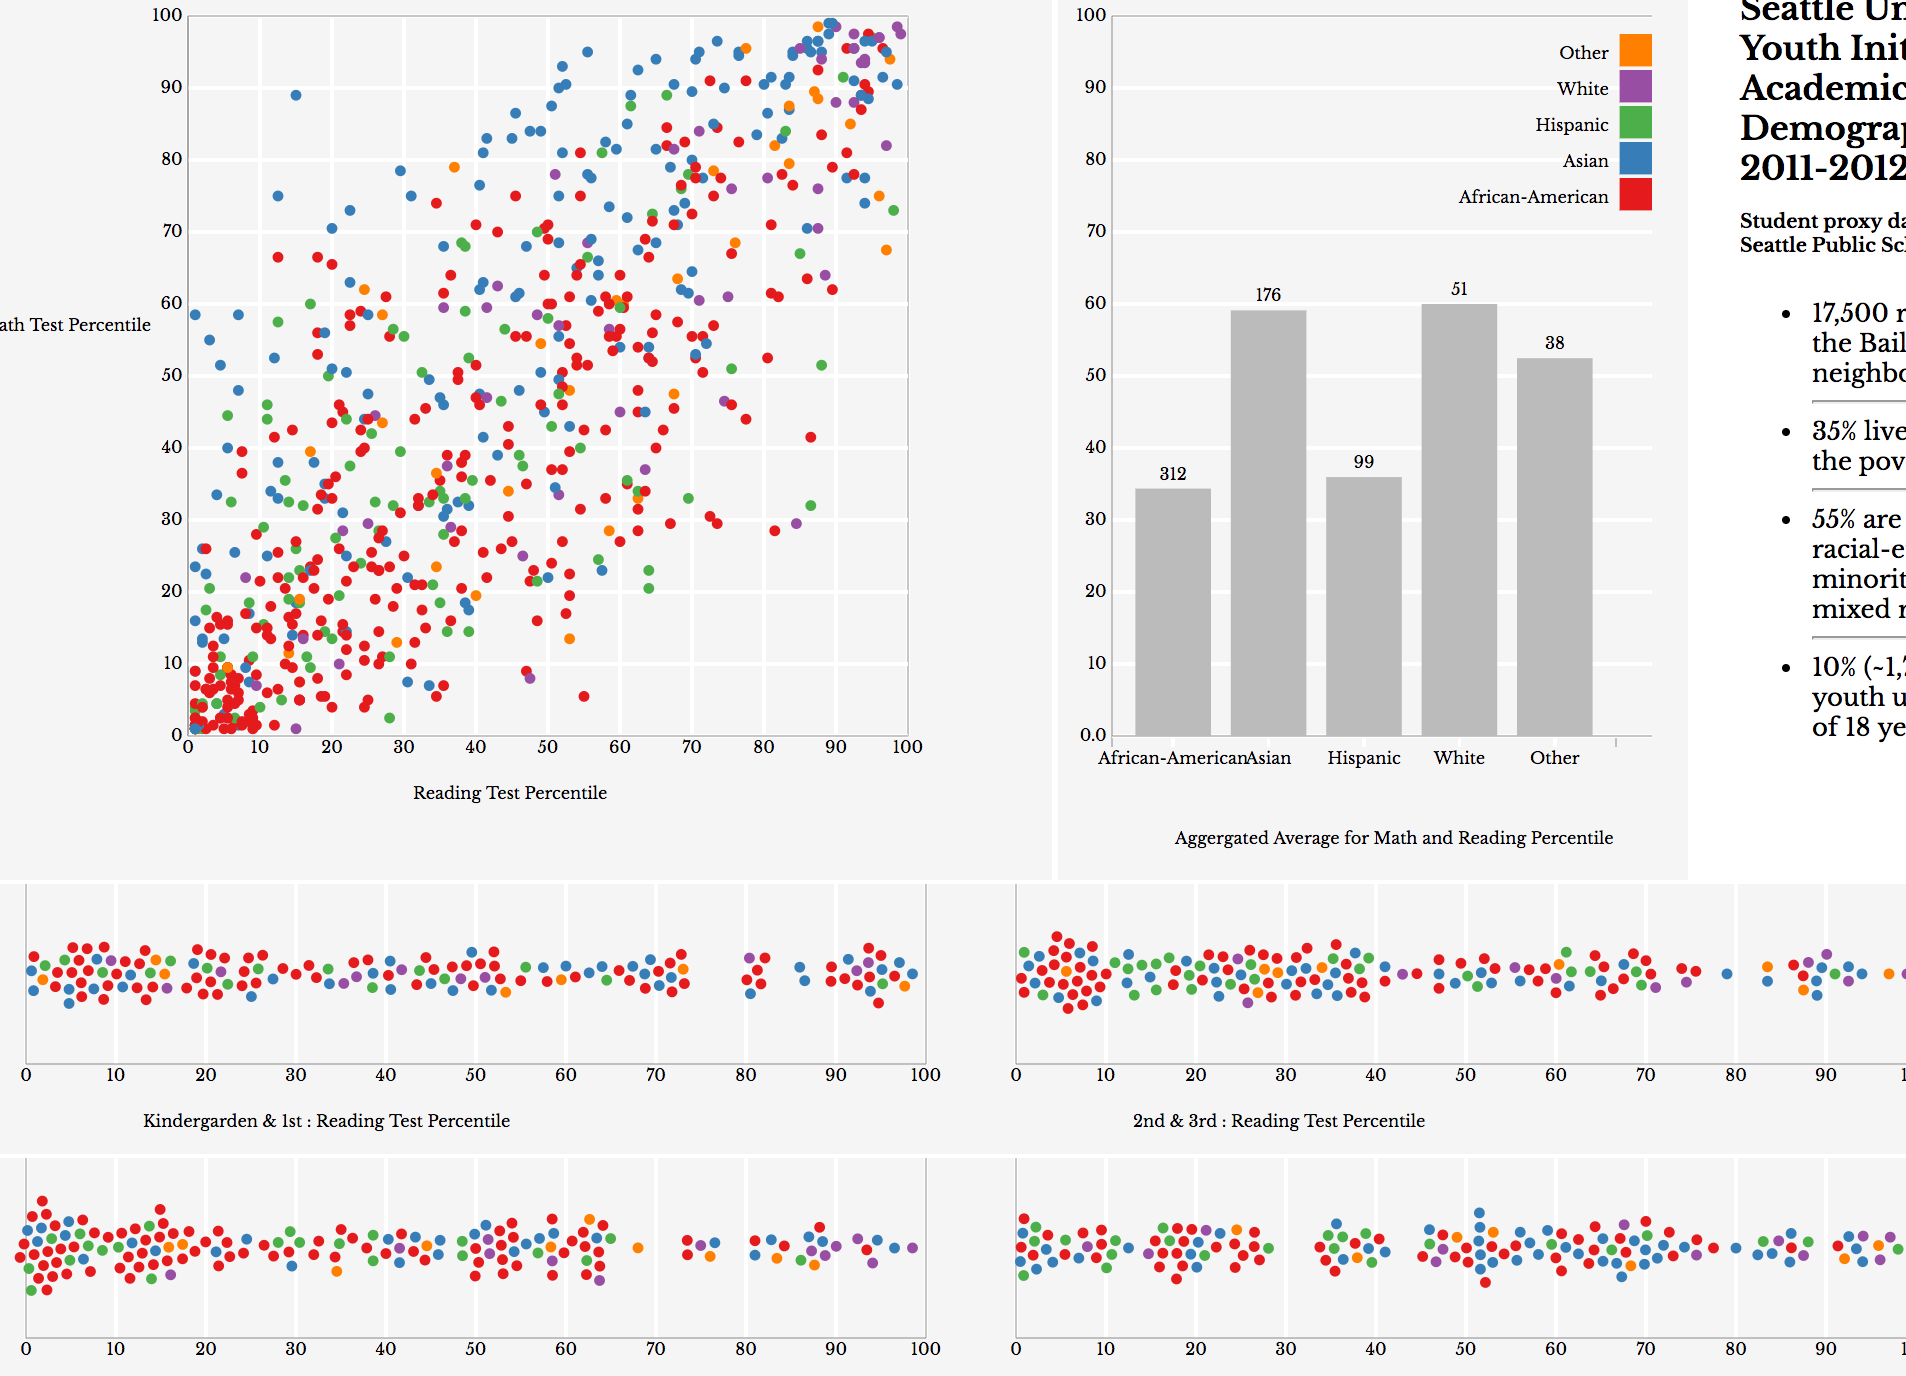 100
90
80
70
60
50
40
30
20
10
0
ath Test Percentile
0 10 20 30 40 50 60 70 80 90 100
Reading Test Percentile
100
90
80
70
60
50
40
30
20
10
0.0
Other
White
Hispanic
Asian
African-American
312
176
99
51
38
African-American Asian Hispanic White Other
Aggergated Average for Math and Reading Percentile
Seattle Un
Youth Init
Academic
Demograp
2011-2012
Student proxy da
Seattle Public Sc
• 17,500 r
the Bail
neighbo
• 35% live
the pov
• 55% are
racial-e
minorit
mixed r
• 10% (~1,
youth u
of 18 ye
0 10 20 30 40 50 60 70 80 90 100
Kindergarden & 1st : Reading Test Percentile
0 10 20 30 40 50 60 70 80 90 1
2nd & 3rd : Reading Test Percentile
0 10 20 30 40 50 60 70 80 90 100
0 10 20 30 40 50 60 70 80 90 1